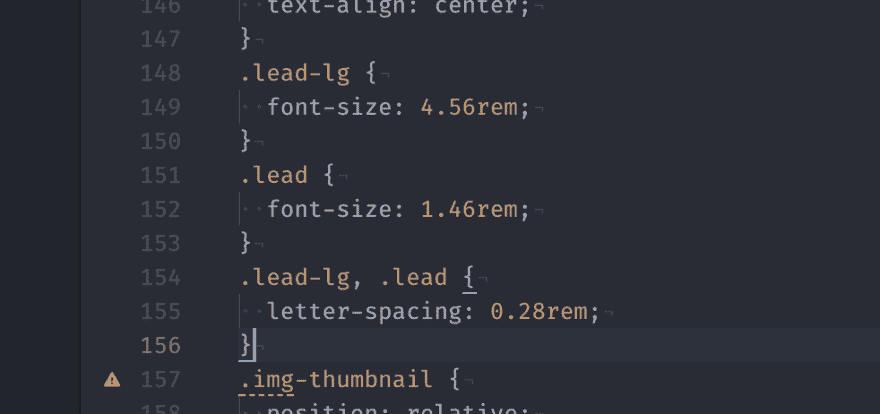 146 text-align: center;
147 }
148 .lead-lg {
149 font-size: 4.56rem;
150 }
151 .lead {
152 font-size: 1.46rem;
153 }
154 .lead-lg, .lead {
155 letter-spacing: 0.28rem;
156 }
157 .img-thumbnail {
158 position: relative;